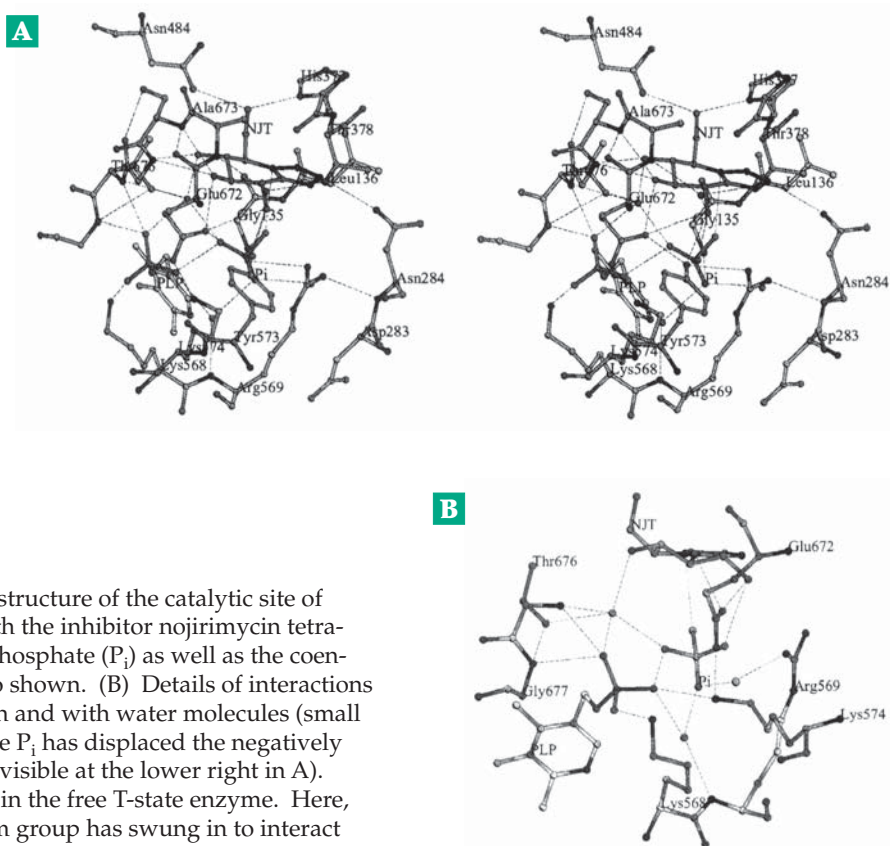 A
Asn484
Ala673
NJT
Leu136
Glu672
Gly135
PLP
Pi
Asn284
Tyr573
Asp283
Lys568
Arg569
Asn484
His377
Ala673
NJT
Thr378
Leu136
Glu672
Gly135
PLP
Pi
Asn284
Tyr573
Asp283
Lys574
Lys568
Arg569
B
NJT
Glu672
Thr676
Pi
Gly677
Arg569
Lys574
PLP
Lys568
structure of the catalytic site of
th the inhibitor nojirimycin tetra-
hosphate (Pi) as well as the coen-
o shown. (B) Details of interactions
n and with water molecules (small
e Pi has displaced the negatively
visible at the lower right in A).
in the free T-state enzyme. Here,
m group has swung in to interact